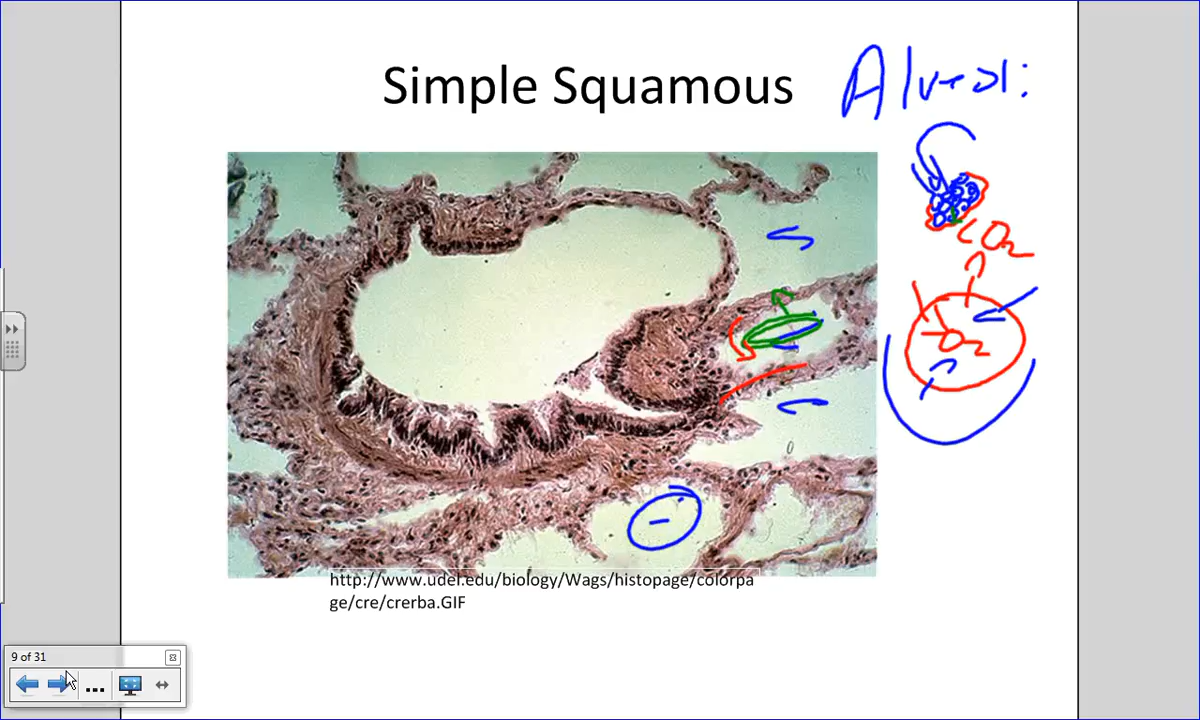 Simple Squamous
Alveoli
CO2
O2
http://www.udel.edu/biology/Wags/histopage/colorpa
ge/cre/crerba.GIF
9 of 31